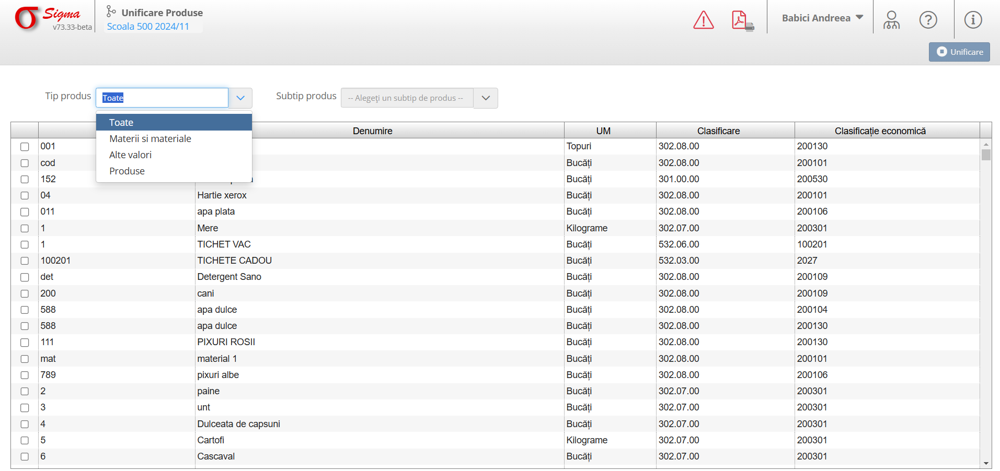 σ Sigma
v73.33-beta
Unificare Produse
Scoala 500 2024/11
Babici Andreea
Unificare
Tip produs Toate Subtip produs -- Alegeți un subtip de produs --
Toate
Materii si materiale
Alte valori
Produse
Denumire UM Clasificare Clasificație economică
001 Topuri 302.08.00 200130
cod Bucăți 302.08.00 200101
152 Bucăți 301.00.00 200530
04 Hartie xerox Bucăți 302.08.00 200101
011 apa plata Bucăți 302.08.00 200106
1 Mere Kilograme 302.07.00 200301
1 TICHET VAC Bucăți 532.06.00 100201
100201 TICHETE CADOU Bucăți 532.03.00 2027
det Detergent Sano Bucăți 302.08.00 200109
200 cani Bucăți 302.08.00 200109
588 apa dulce Bucăți 302.08.00 200104
588 apa dulce Bucăți 302.08.00 200130
111 PIXURI ROSII Bucăți 302.08.00 200130
mat material 1 Bucăți 302.08.00 200101
789 pixuri albe Bucăți 302.08.00 200106
2 paine Bucăți 302.07.00 200301
3 unt Bucăți 302.07.00 200301
4 Dulceata de capsuni Bucăți 302.07.00 200301
5 Cartofi Kilograme 302.07.00 200301
6 Cascaval Bucăți 302.07.00 200301